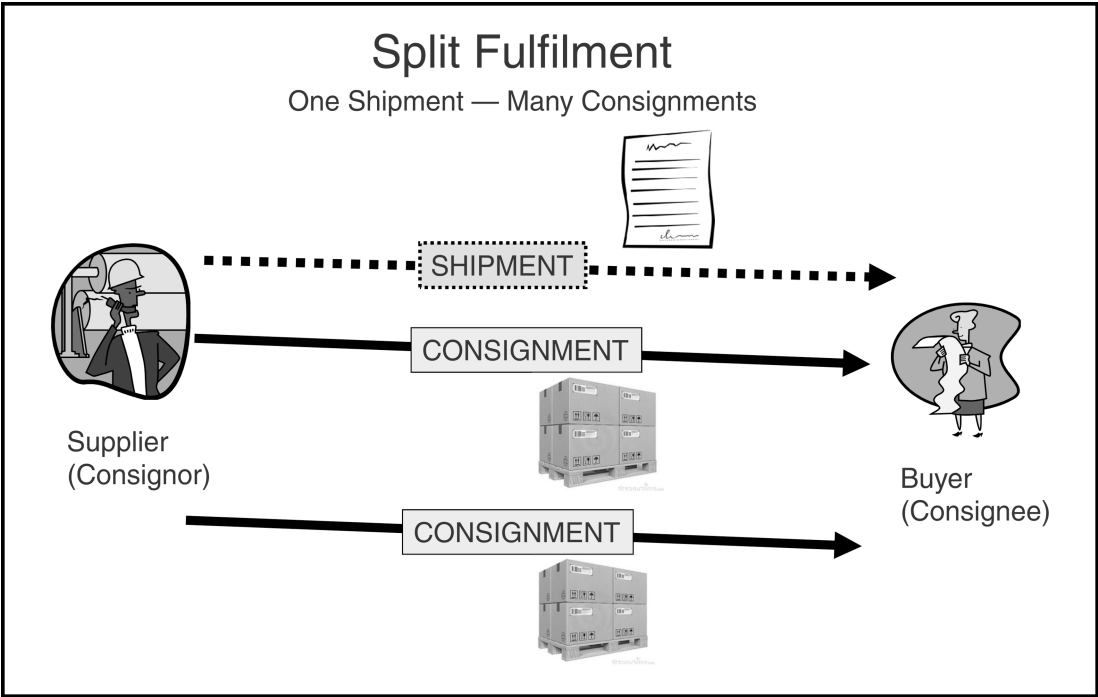 Split Fulfilment
One Shipment — Many Consignments
SHIPMENT
CONSIGNMENT
Supplier
(Consignor)
Buyer
(Consignee)
CONSIGNMENT